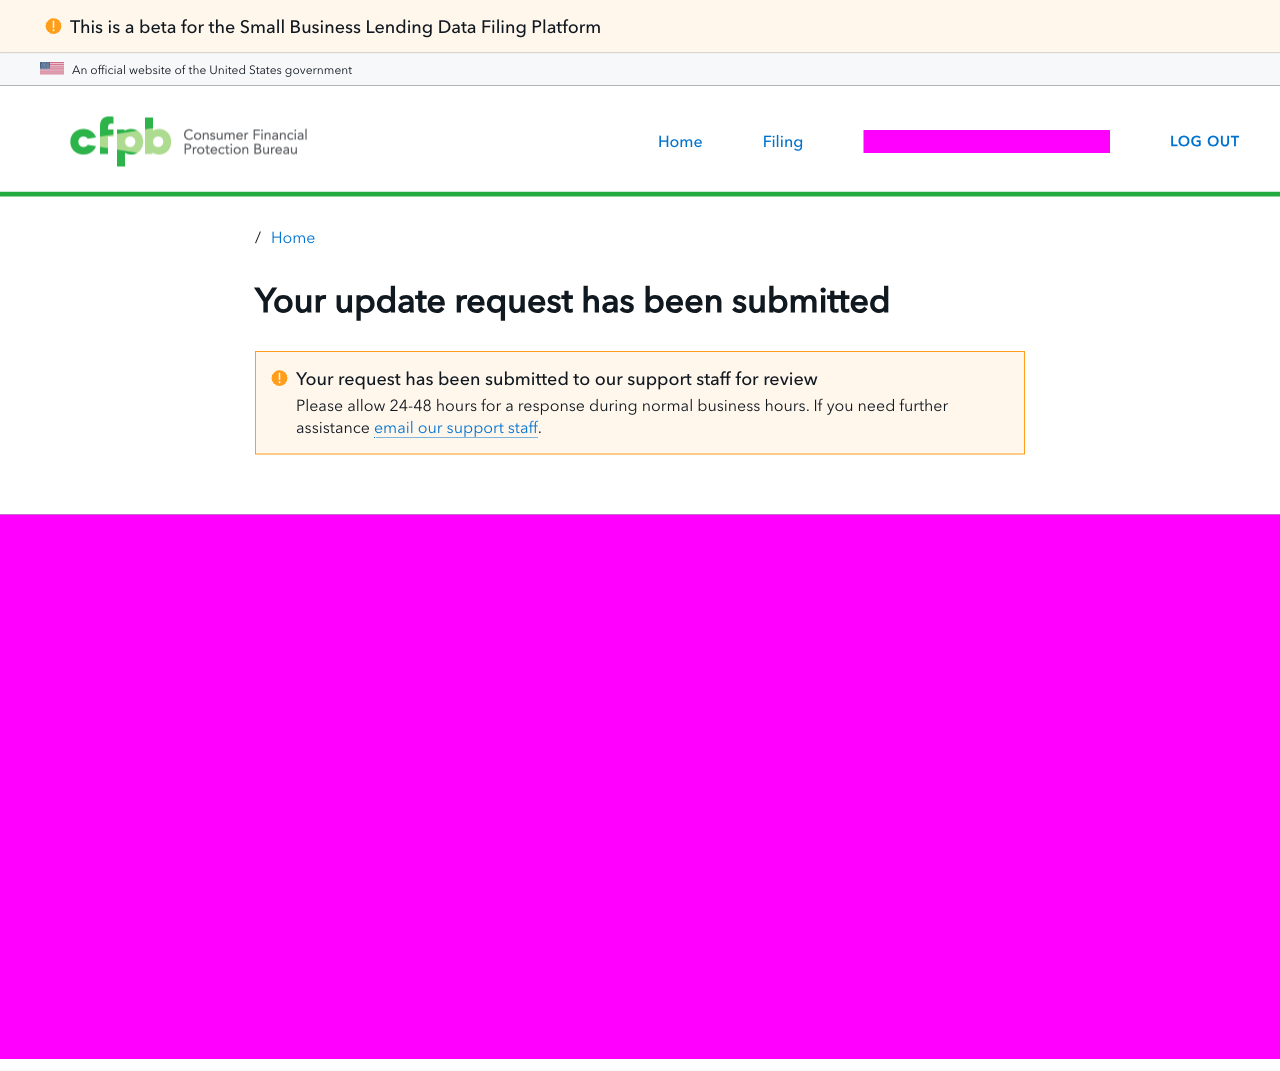 This is a beta for the Small Business Lending Data Filing Platform
An official website of the United States government
cfpb Consumer Financial
Protection Bureau
Home Filing LOG OUT
/ Home
Your update request has been submitted
Your request has been submitted to our support staff for review
Please allow 24-48 hours for a response during normal business hours. If you need further
assistance email our support staff.